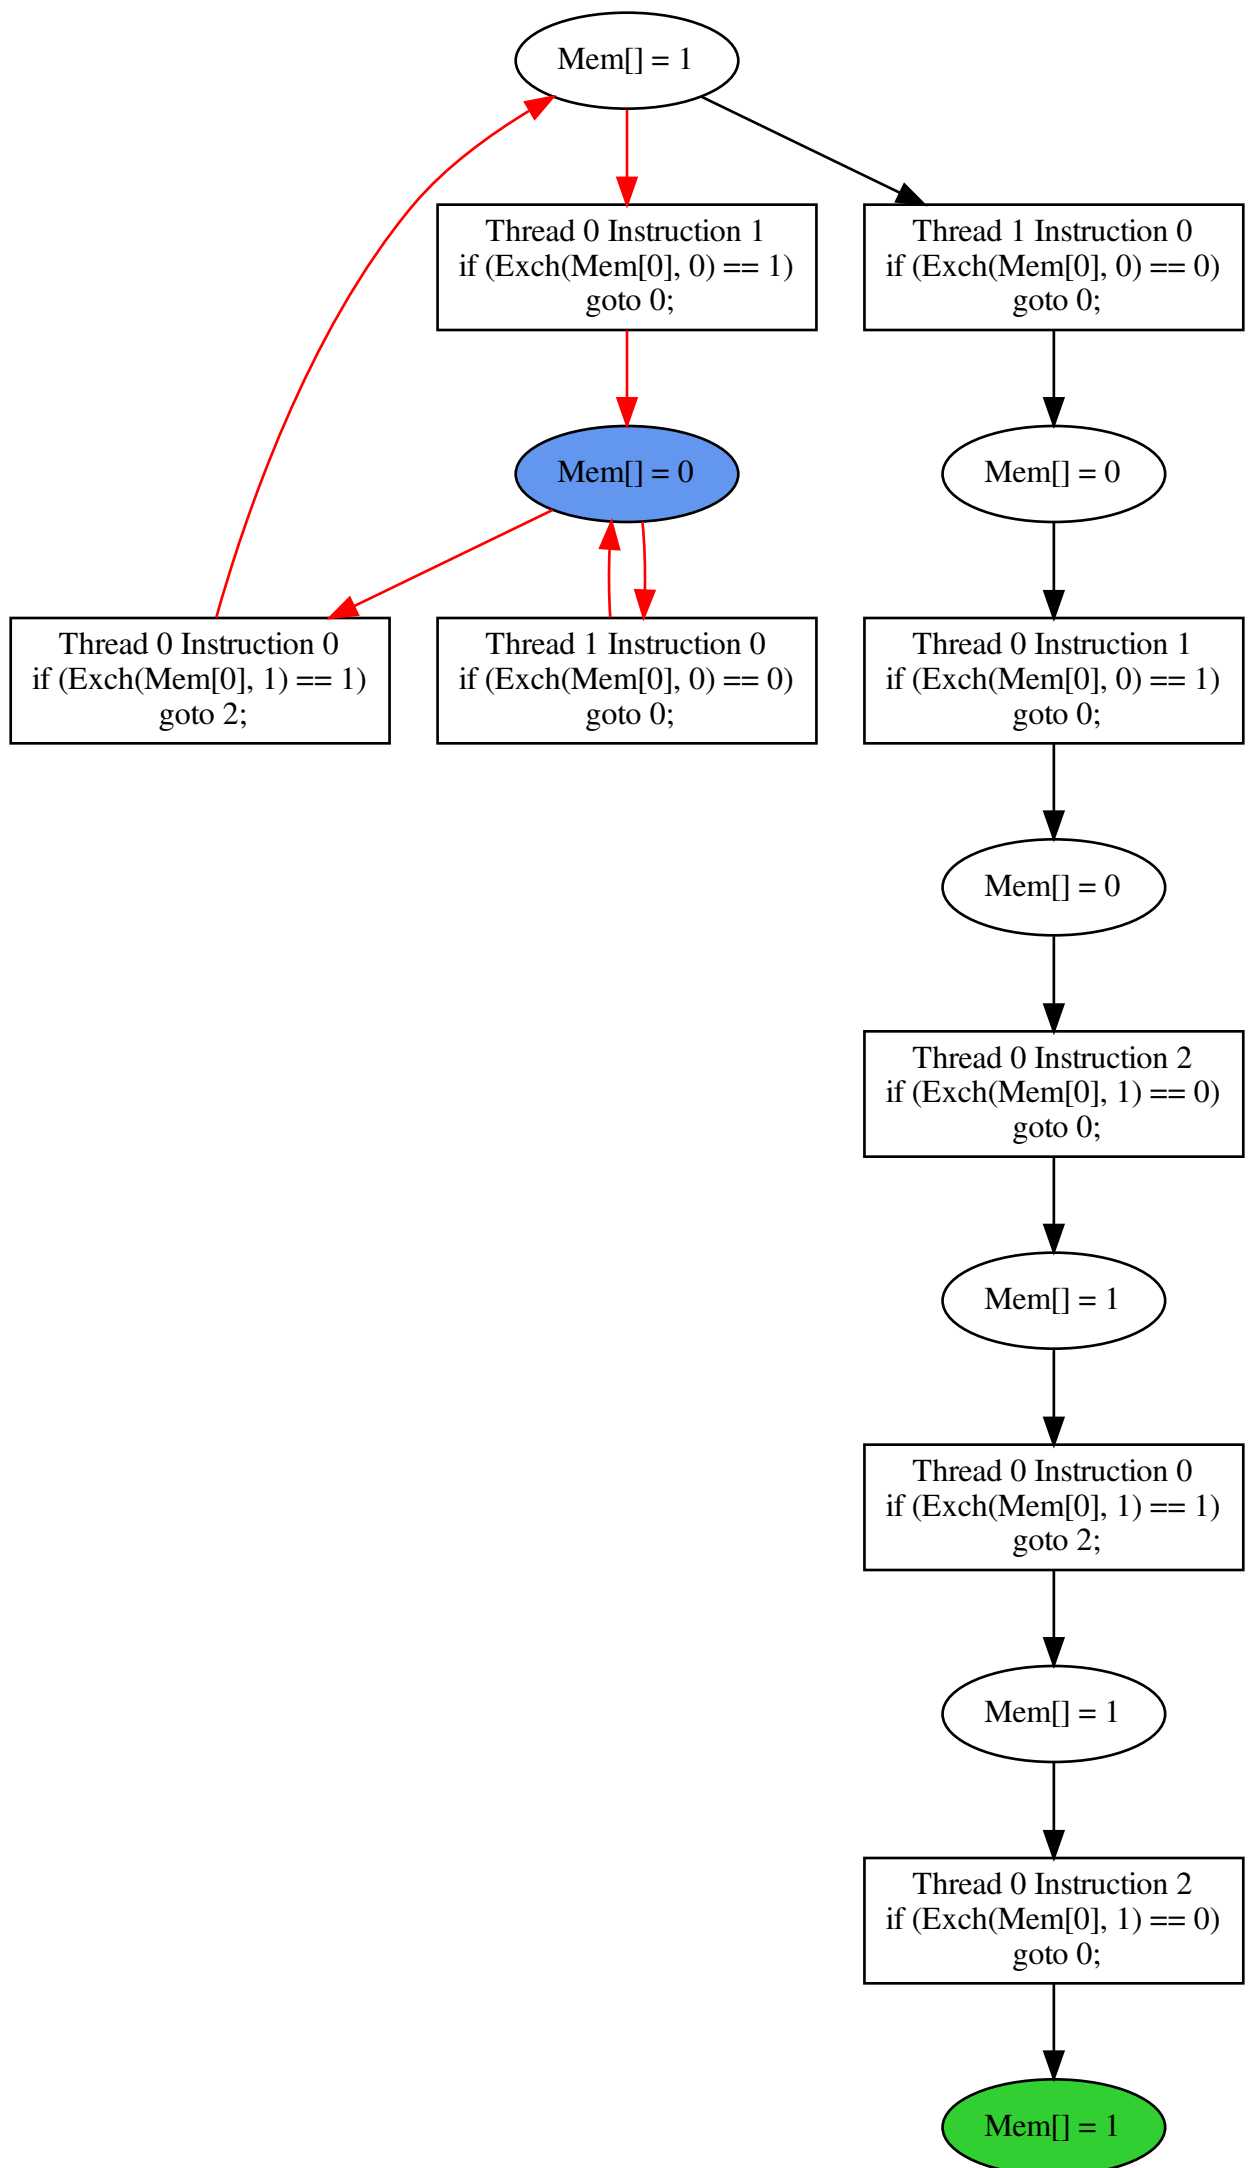 Mem[] = 1
Thread 0 Instruction 1
if (Exch(Mem[0], 0) == 1)
goto 0;
Thread 1 Instruction 0
if (Exch(Mem[0], 0) == 0)
goto 0;
Mem[] = 0
Mem[] = 0
Thread 0 Instruction 0
if (Exch(Mem[0], 1) == 1)
goto 2;
Thread 1 Instruction 0
if (Exch(Mem[0], 0) == 0)
goto 0;
Thread 0 Instruction 1
if (Exch(Mem[0], 0) == 1)
goto 0;
Mem[] = 0
Thread 0 Instruction 2
if (Exch(Mem[0], 1) == 0)
goto 0;
Mem[] = 1
Thread 0 Instruction 0
if (Exch(Mem[0], 1) == 1)
goto 2;
Mem[] = 1
Thread 0 Instruction 2
if (Exch(Mem[0], 1) == 0)
goto 0;
Mem[] = 1